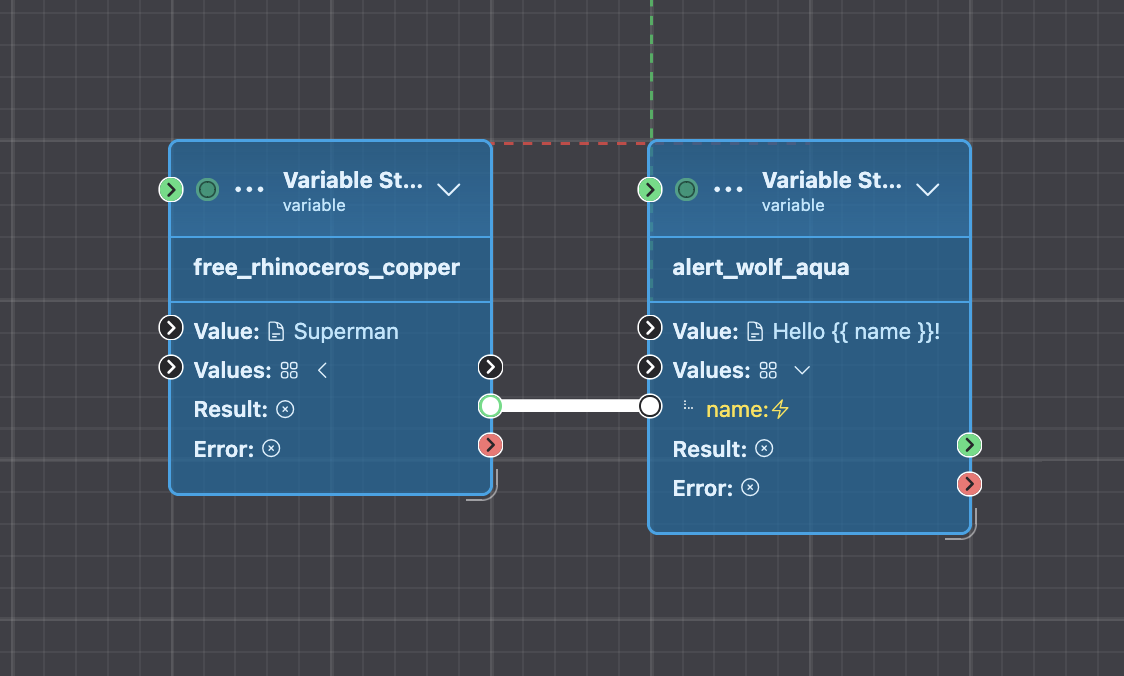 Variable St...
variable
free_rhinoceros_copper
Value: Superman
Values:
Result:
Error:
Variable St...
variable
alert_wolf_aqua
Value: Hello {{ name }}!
Values:
name:
Result:
Error: